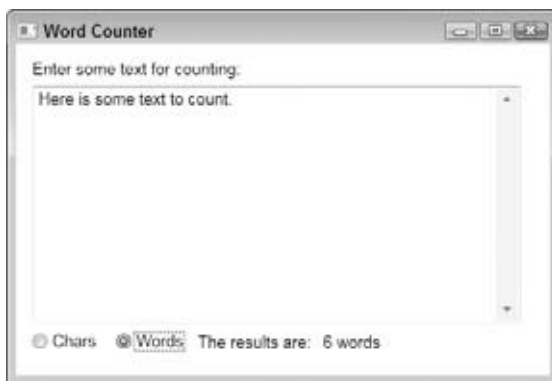 Word Counter
Enter some text for counting:
Here is some text to count.
Chars Words The results are: 6 words